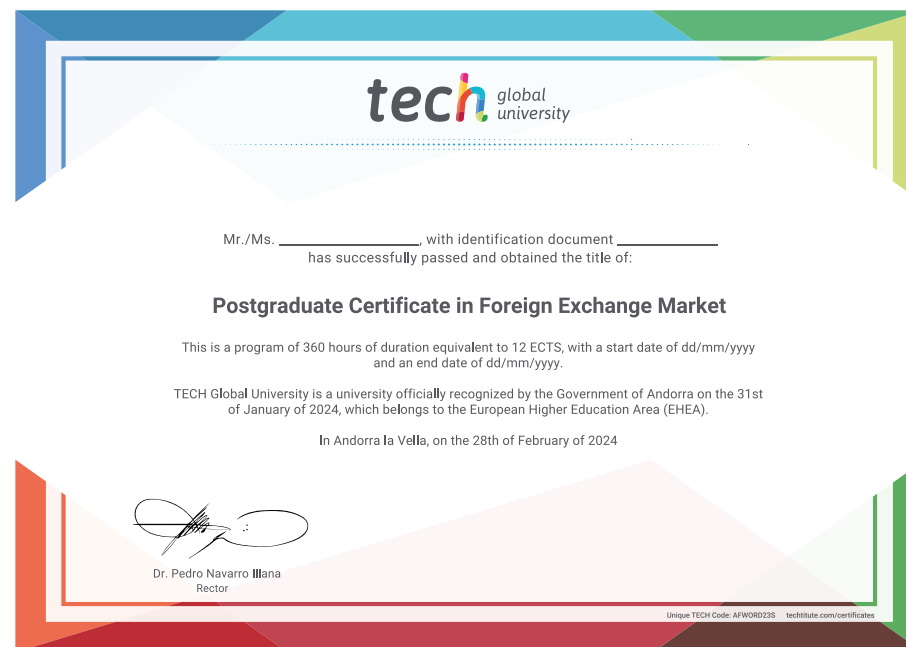 tech global university
Mr./Ms. ____________________, with identification document ______________
has successfully passed and obtained the title of:
Postgraduate Certificate in Foreign Exchange Market
This is a program of 360 hours of duration equivalent to 12 ECTS, with a start date of dd/mm/yyyy
and an end date of dd/mm/yyyy.
TECH Global University is a university officially recognized by the Government of Andorra on the 31st
of January of 2024, which belongs to the European Higher Education Area (EHEA).
In Andorra la Vella, on the 28th of February of 2024
Dr. Pedro Navarro Illana
Rector
Unique TECH Code: AFWORD23S techtitute.com/certificates